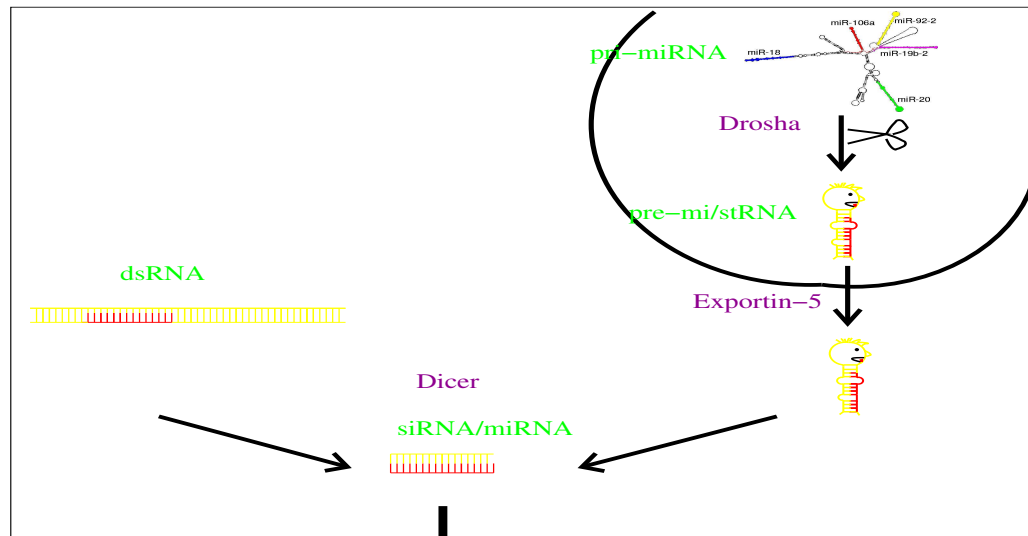 miR-106a
miR-92-2
pri−miRNA
miR-18
miR-19b-2
miR-20
Drosha
pre−mi/stRNA
dsRNA
Exportin−5
Dicer
siRNA/miRNA